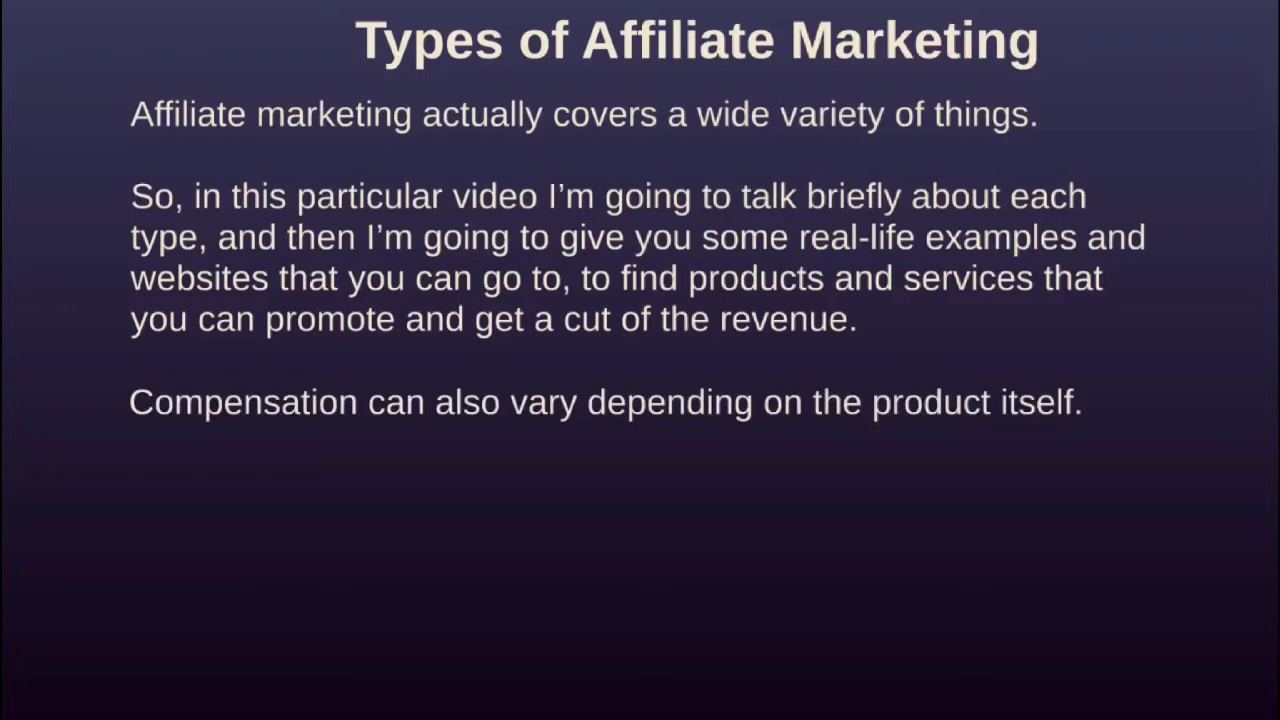 Types of Affiliate Marketing
Affiliate marketing actually covers a wide variety of things.
So, in this particular video I’m going to talk briefly about each
type, and then I’m going to give you some real-life examples and
websites that you can go to, to find products and services that
you can promote and get a cut of the revenue.
Compensation can also vary depending on the product itself.